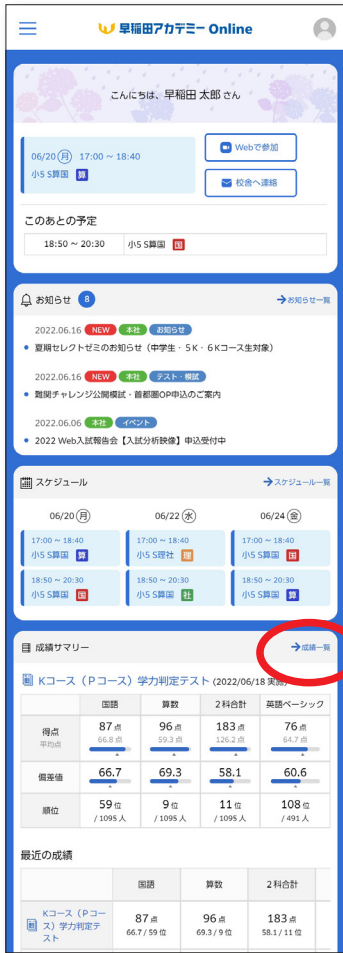 早稲田アカデミー Online
こんにちは、早稲田 太郎 さん
06/20 月 17:00 ~ 18:40
小5 S算国 算
Webで参加
校舎へ連絡
このあとの予定
18:50 ~ 20:30 小5 S算国 国
お知らせ 8 →お知らせ一覧
2022.06.16 NEW 本社 お知らせ
• 夏期セレクトゼミのお知らせ（中学生・5K・6Kコース生対象）
2022.06.16 NEW 本社 テスト・模試
• 難関チャレンジ公開模試・首都圏OP申込のご案内
2022.06.06 本社 イベント
• 2022 Web入試報告会【入試分析映像】申込受付中
スケジュール →スケジュール一覧
06/20 月 06/22 水 06/24 金
17:00 ~ 18:40 17:00 ~ 18:40 17:00 ~ 18:40
小5 S算国 算 小5 S理社 理 小5 S算国 国
18:50 ~ 20:30 18:50 ~ 20:30 18:50 ~ 20:30
小5 S算国 国 小5 S理社 社 小5 S算国 算
成績サマリー →成績一覧
Kコース（Pコース）学力判定テスト (2022/06/18 実施)
国語 算数 2科合計 英語ベーシック
得点 87点 96点 183点 76点
平均点 66.8点 59.3点 126.2点 64.7点
偏差値 66.7 69.3 58.1 60.6
順位 59位 9位 11位 108位
/ 1095人 / 1095人 / 1095人 / 491人
最近の成績
国語 算数 2科合計
Kコース（Pコー
ス）学力判定テ
スト
87点 96点 183点
66.7 / 59位 69.3 / 9位 58.1 / 11位